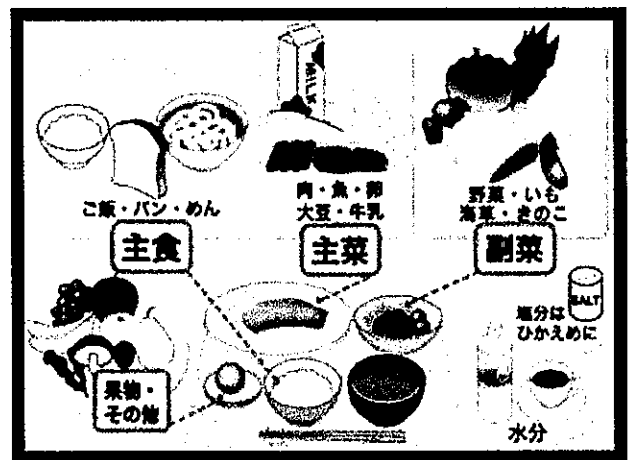 MILK
ご飯・パン・めん
肉・魚・卵
大豆・牛乳
野菜・いも
海草・きのこ
主食
主菜
副菜
SALT
塩分は
ひかえめに
果物・
その他
水分